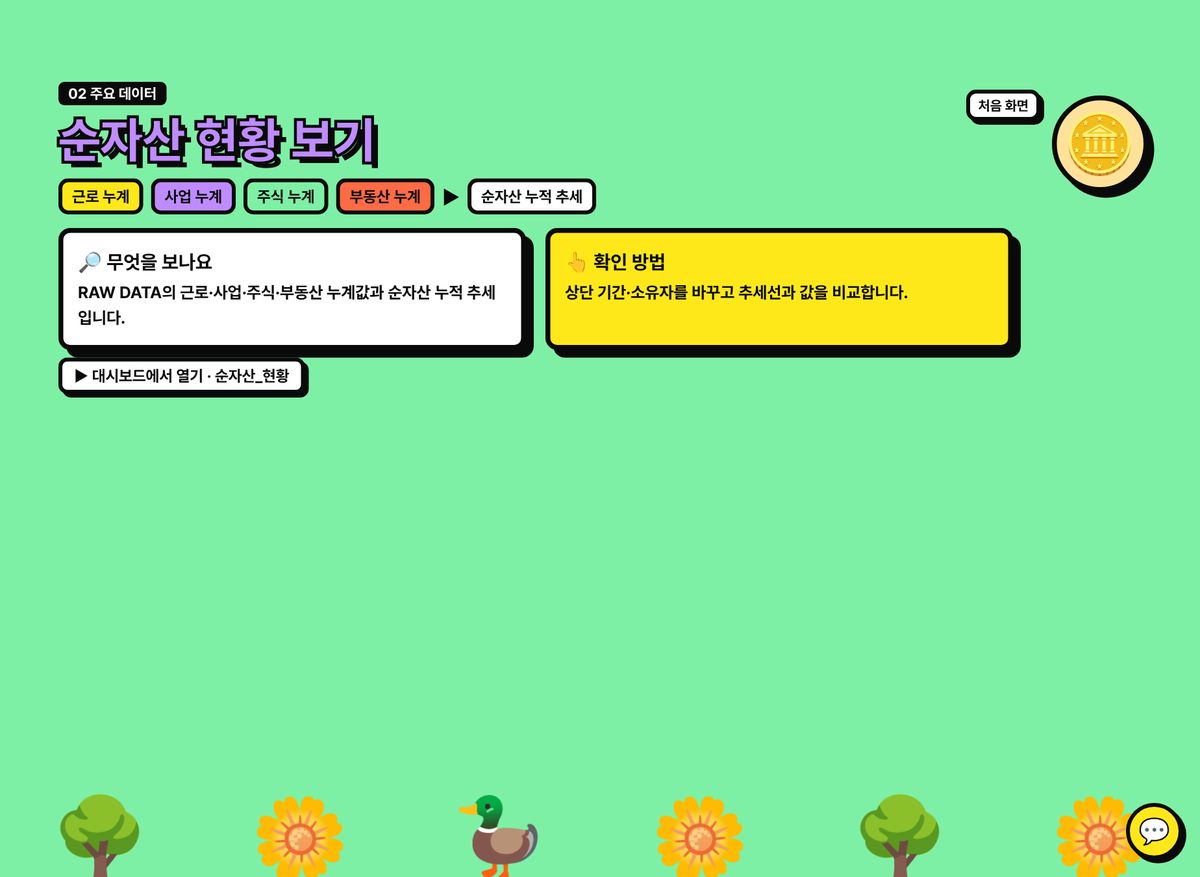 02 주요 데이터
처음 화면
순자산 현황 보기
근로 누계 사업 누계 주식 누계 부동산 누계 ▶ 순자산 누적 추세
🔎 무엇을 보나요
RAW DATA의 근로·사업·주식·부동산 누계값과 순자산 누적 추세
입니다.
👆 확인 방법
상단 기간·소유자를 바꾸고 추세선과 값을 비교합니다.
▶ 대시보드에서 열기 · 순자산_현황